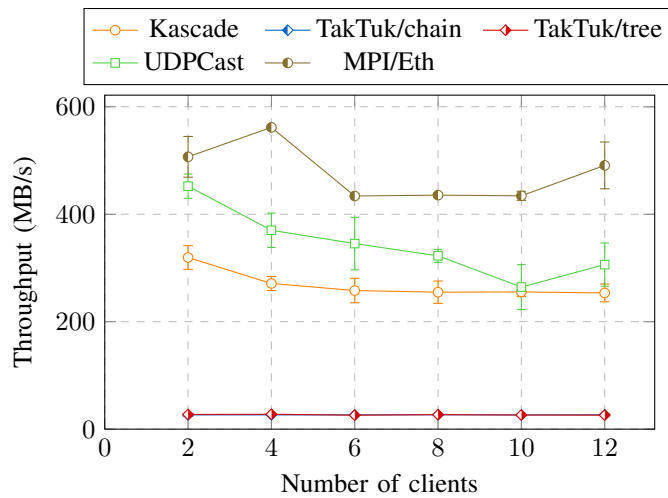 Kascade TakTuk/chain TakTuk/tree
UDPCast MPI/Eth
600
400
200
0
0 2 4 6 8 10 12
Throughput (MB/s)
Number of clients